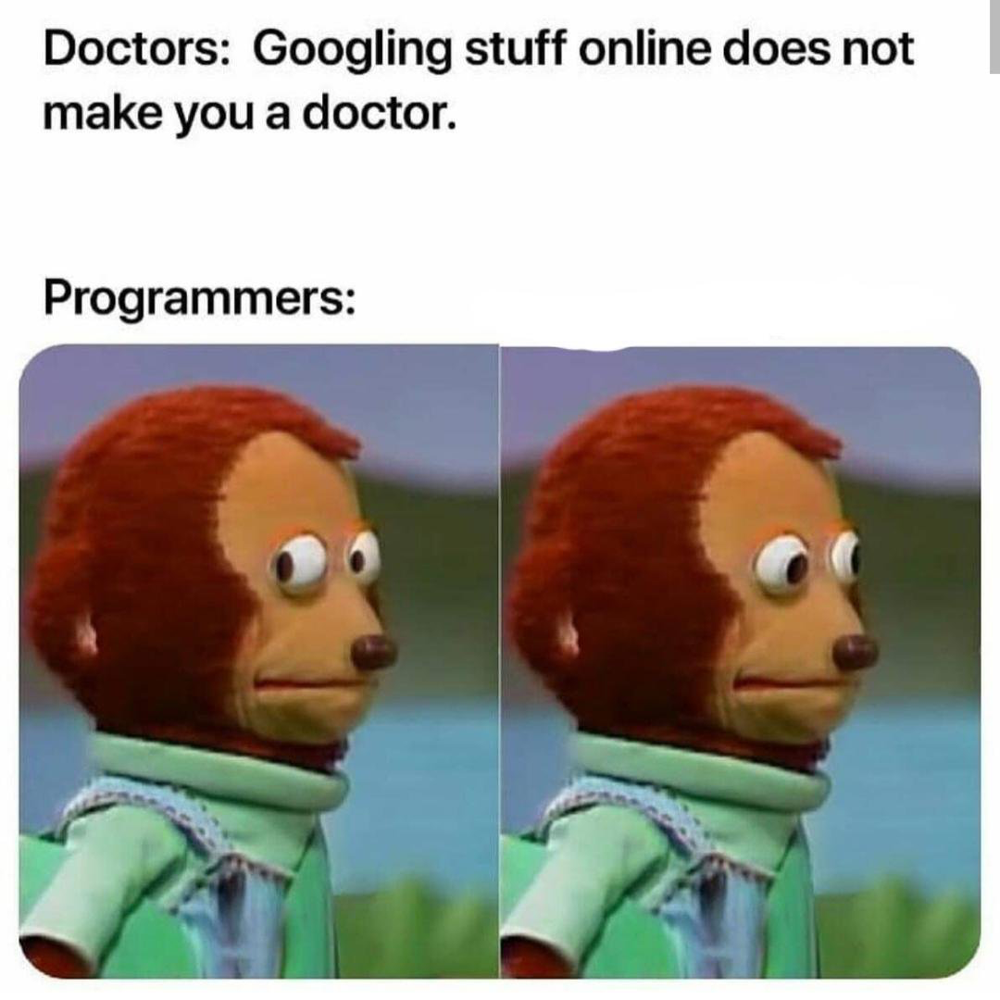 Doctors: Googling stuff online does not
make you a doctor.
Programmers: